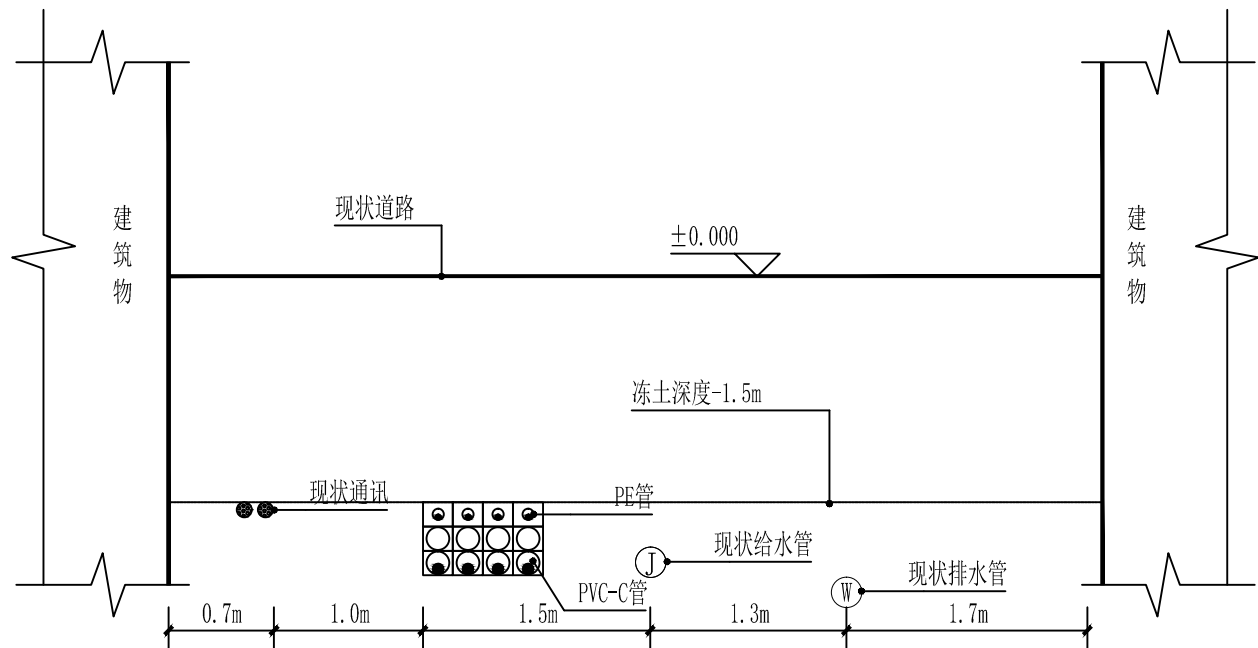 建筑物
现状道路
±0.000
建筑物
冻土深度-1.5m
现状通讯
PE管
现状给水管
现状排水管
PVC-C管
0.7m
1.0m
1.5m
1.3m
1.7m
J
W